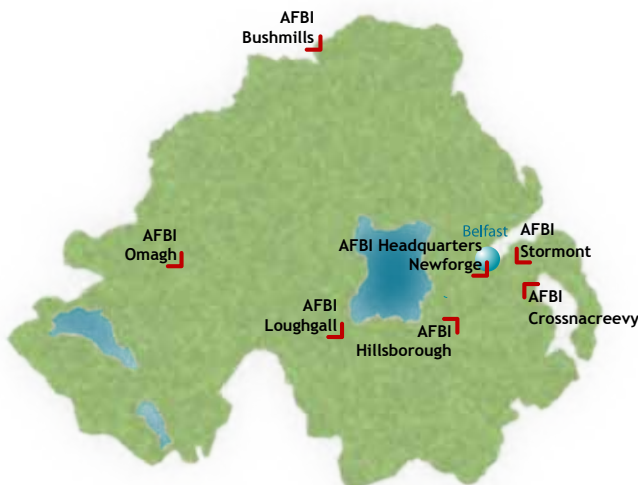 AFBI
Bushmills
Belfast
AFBI
Stormont
AFBI
Omagh
AFBI Headquarters
Newforge
AFBI
Crossnacreevy
AFBI
Loughgall
AFBI
Hillsborough